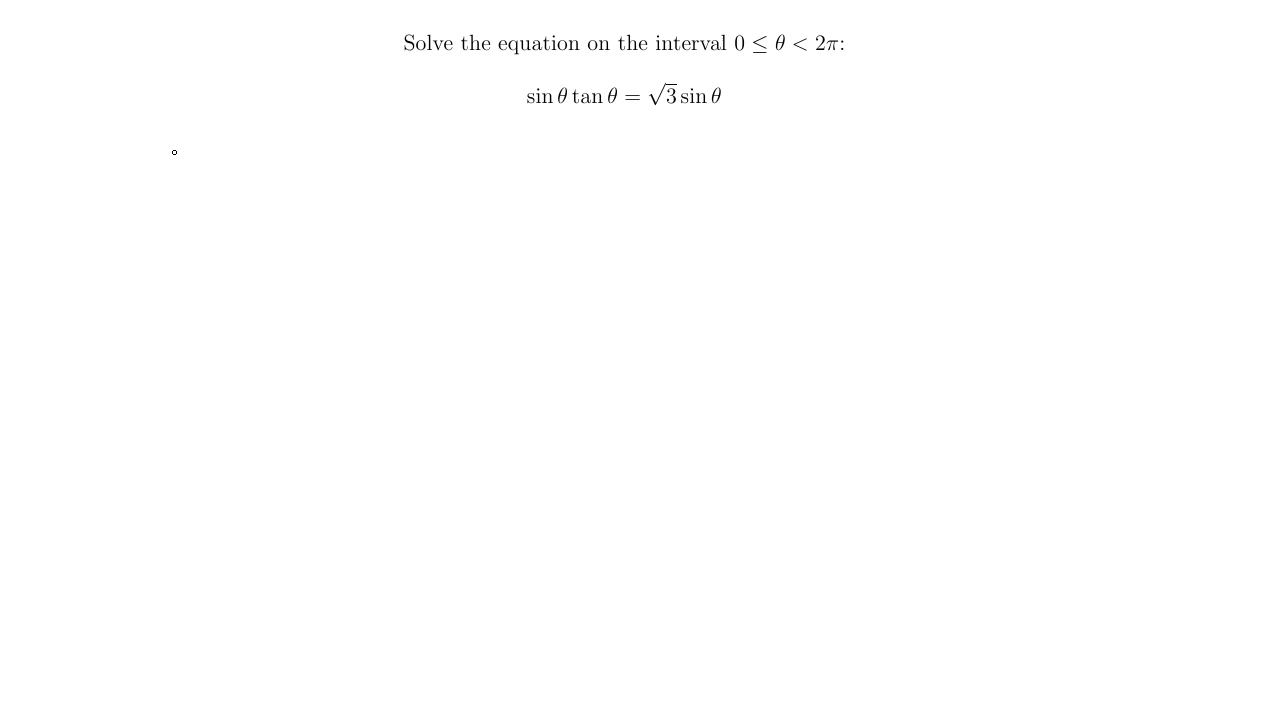 Solve the equation on the interval 0 ≤ θ < 2π:
sin θ tan θ = √3 sin θ